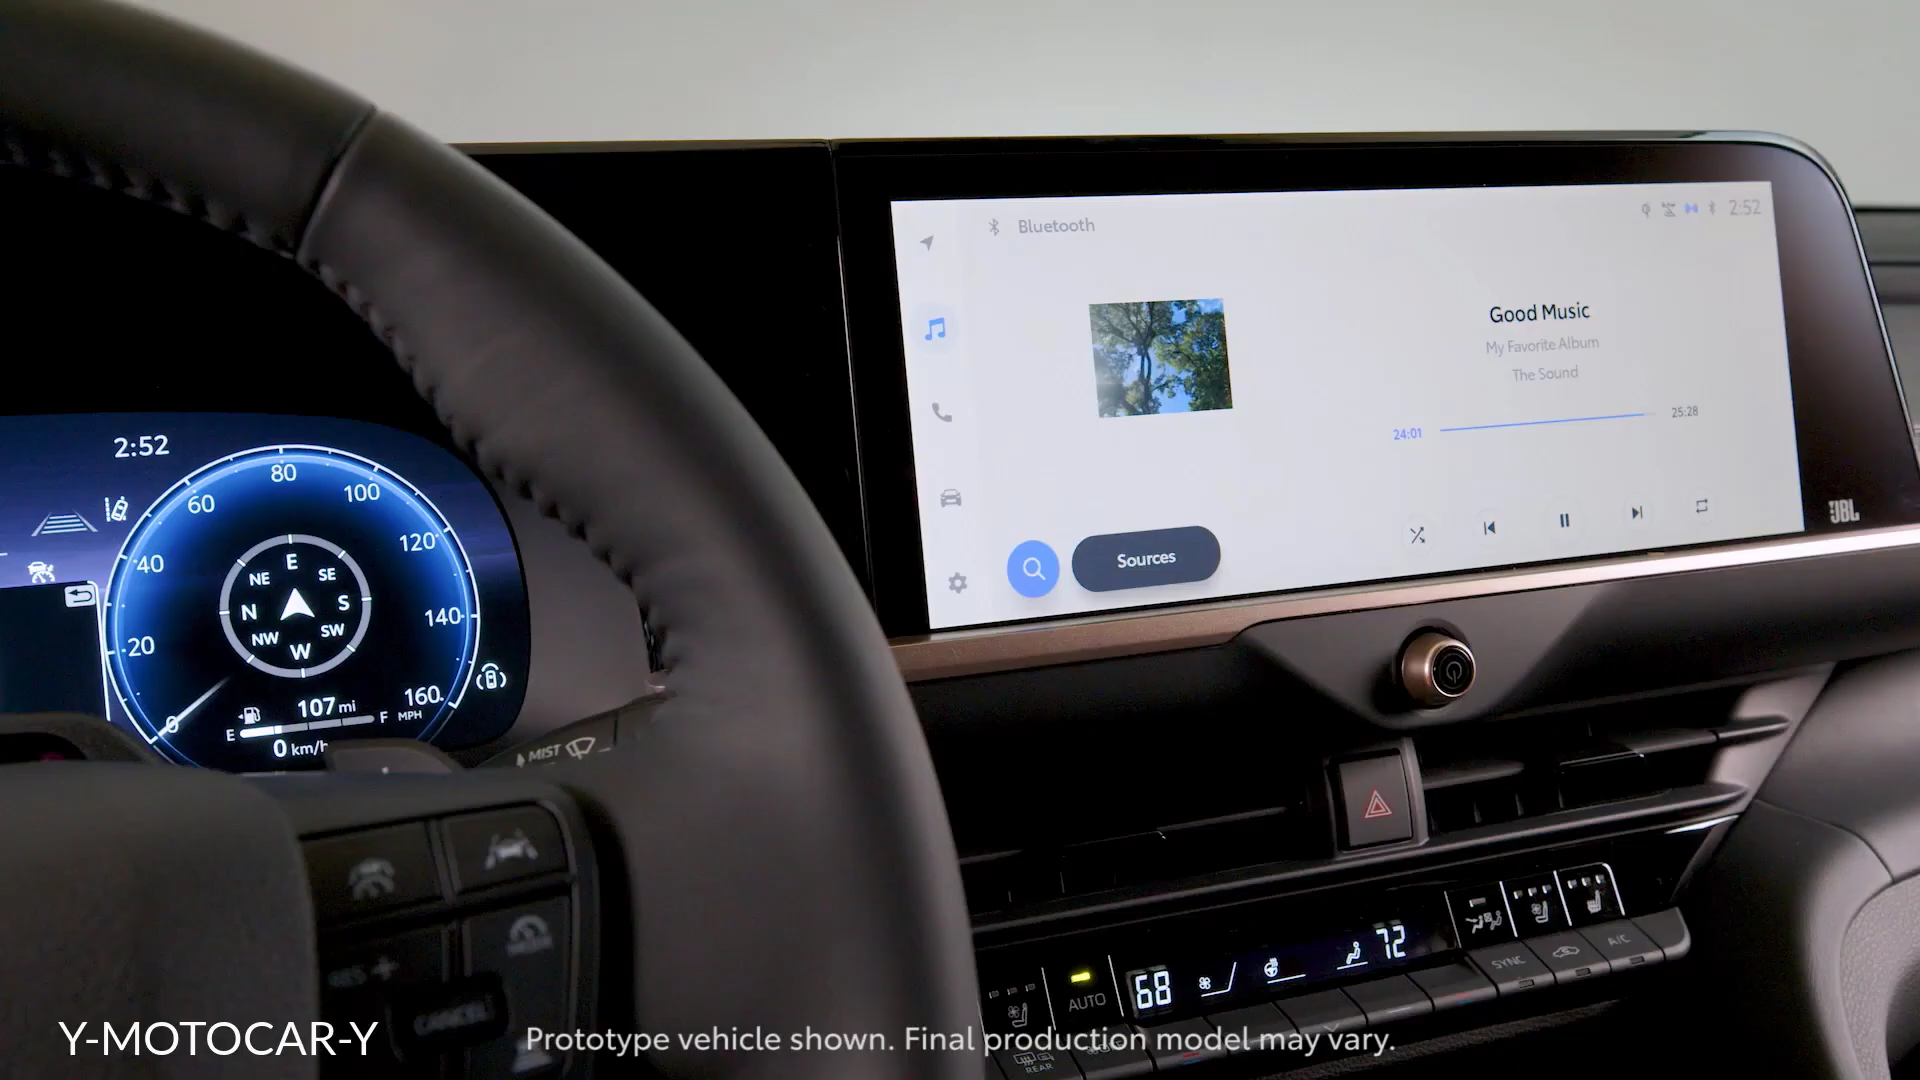 Bluetooth
2:52
Good Music
My Favorite Album
The Sound
24:01
25:28
Sources
JBL
2:52
80
60
100
40
120
20
140
0
160
MPH
E
NE
SE
N
S
NW
SW
W
107 mi
E
F
0 km/h
MIST
RES +
CANCEL
AUTO
68
72
SYNC
A/C
REAR
Y-MOTOCAR-Y
Prototype vehicle shown. Final production model may vary.